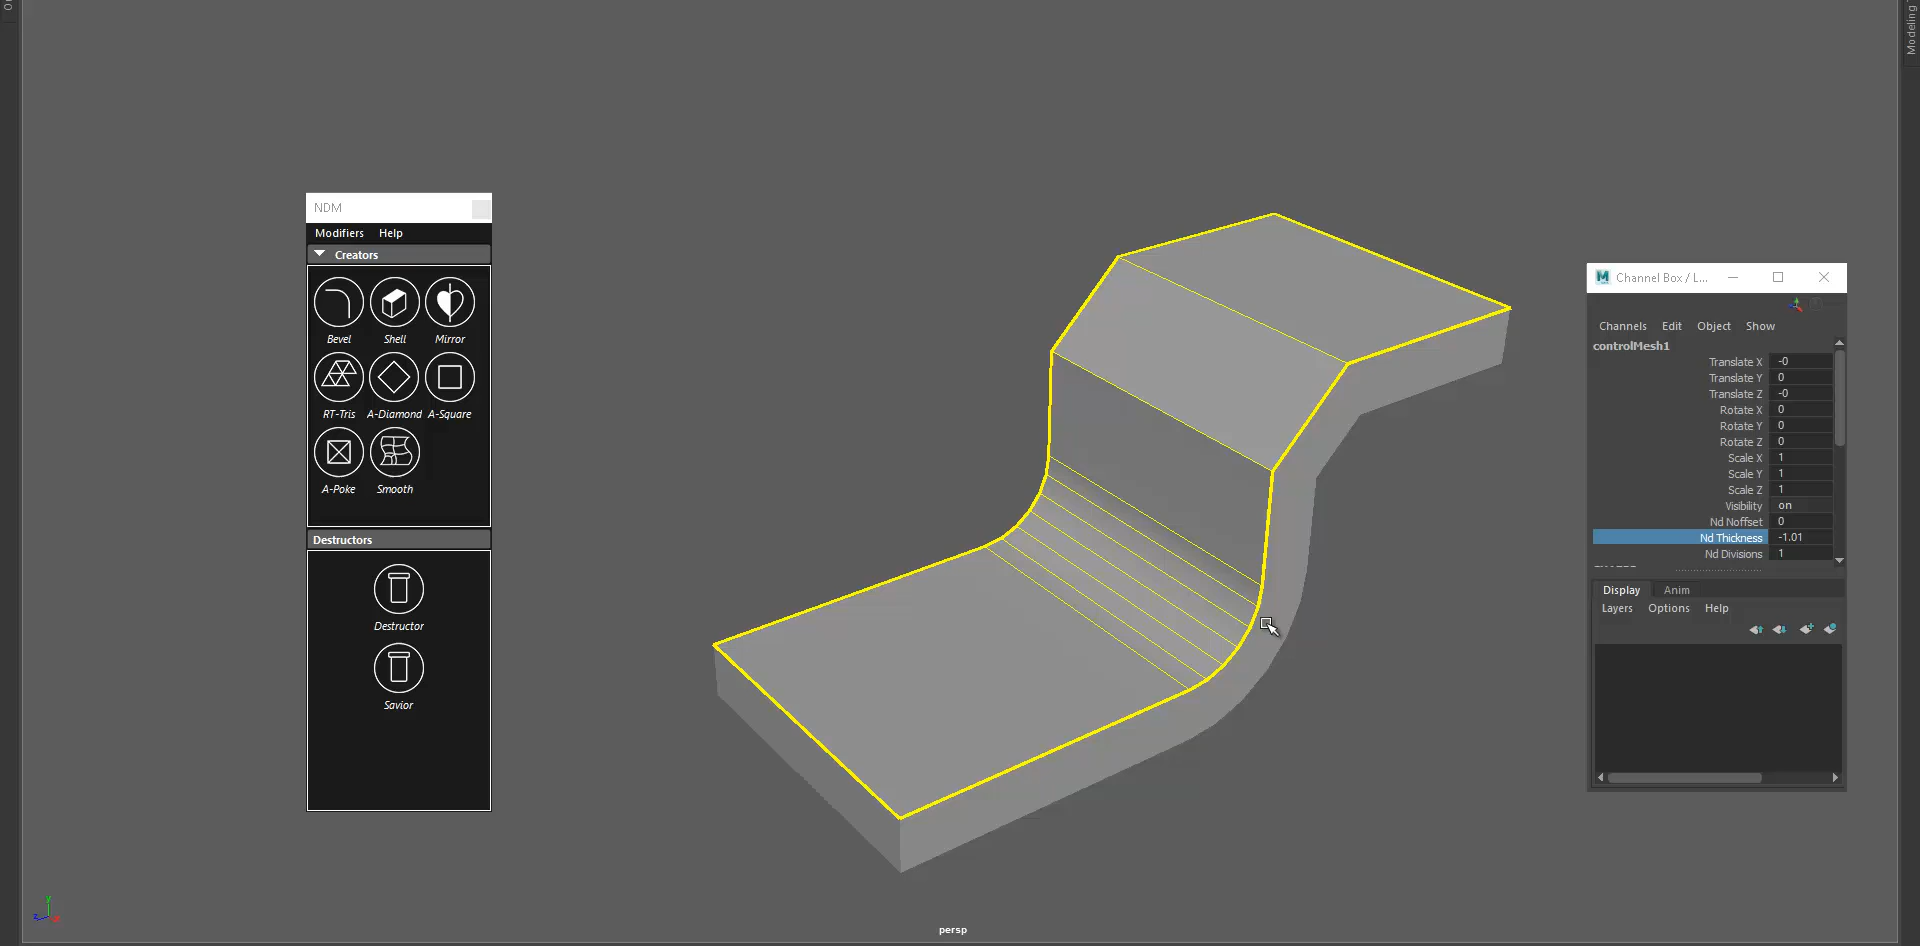 O
Modeling
NDM
Modifiers Help
Creators
Bevel Shell Mirror
RT-Tris A-Diamond A-Square
A-Poke Smooth
Destructors
Destructor
Savior
M Channel Box / L...
Channels Edit Object Show
controlMesh1
Translate X -0
Translate Y 0
Translate Z -0
Rotate X 0
Rotate Y 0
Rotate Z 0
Scale X 1
Scale Y 1
Scale Z 1
Visibility on
Nd Noffset 0
Nd Thickness -1.01
Nd Divisions 1
Display Anim
Layers Options Help
y
z
persp